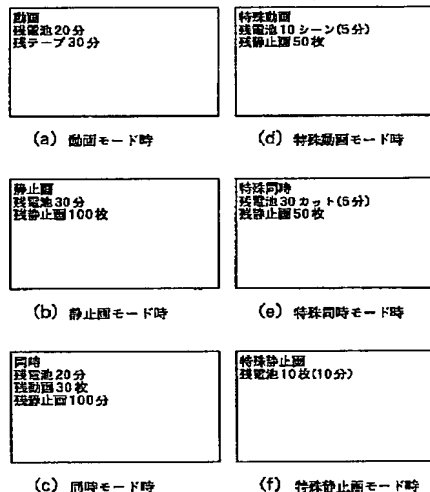 動画
残電池20分
残テープ30分
(a) 動画モード時
静止画
残電池30分
残静止画100枚
(b) 静止画モード時
同時
残電池20分
残動画30枚
残静止画100分
(c) 同時モード時
特殊動画
残電池10シーン(5分)
残静止画50枚
(d) 特殊動画モード時
特殊同時
残電池30カット(5分)
残静止画50枚
(e) 特殊同時モード時
特殊静止画
残電池10枚(10分)
(f) 特殊静止画モード時